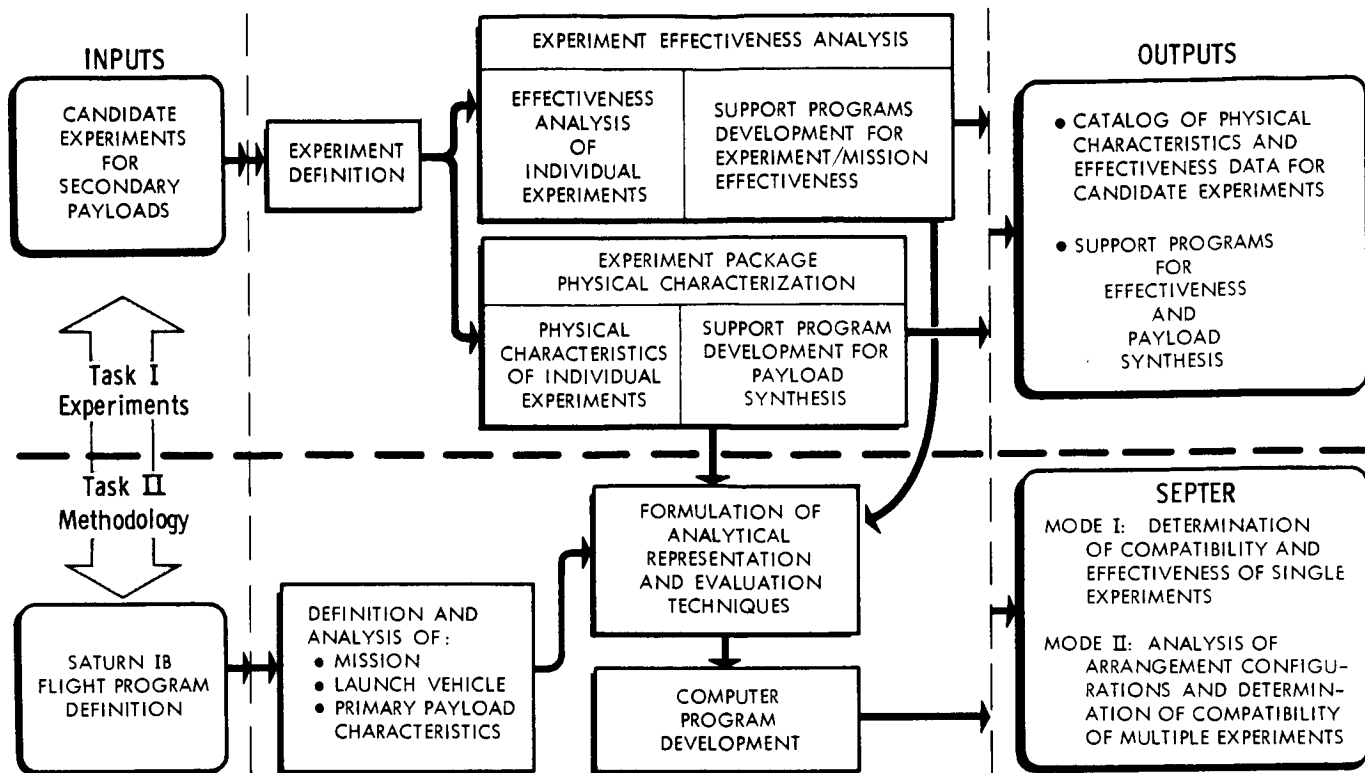 INPUTS
CANDIDATE
EXPERIMENTS
FOR
SECONDARY
PAYLOADS
EXPERIMENT
DEFINITION
EXPERIMENT EFFECTIVENESS ANALYSIS
EFFECTIVENESS
ANALYSIS
OF
INDIVIDUAL
EXPERIMENTS
SUPPORT PROGRAMS
DEVELOPMENT FOR
EXPERIMENT/MISSION
EFFECTIVENESS
EXPERIMENT PACKAGE
PHYSICAL CHARACTERIZATION
PHYSICAL
CHARACTERISTICS
OF INDIVIDUAL
EXPERIMENTS
SUPPORT PROGRAM
DEVELOPMENT FOR
PAYLOAD
SYNTHESIS
OUTPUTS
• CATALOG OF PHYSICAL
CHARACTERISTICS AND
EFFECTIVENESS DATA FOR
CANDIDATE EXPERIMENTS
• SUPPORT PROGRAMS
FOR
EFFECTIVENESS
AND
PAYLOAD
SYNTHESIS
Task I
Experiments
Task II
Methodology
SATURN IB
FLIGHT PROGRAM
DEFINITION
DEFINITION AND
ANALYSIS OF:
• MISSION
• LAUNCH VEHICLE
• PRIMARY PAYLOAD
CHARACTERISTICS
FORMULATION OF
ANALYTICAL
REPRESENTATION
AND EVALUATION
TECHNIQUES
COMPUTER
PROGRAM
DEVELOPMENT
SEPTER
MODE I: DETERMINATION
OF COMPATIBILITY AND
EFFECTIVENESS OF SINGLE
EXPERIMENTS
MODE II: ANALYSIS OF
ARRANGEMENT CONFIGU-
RATIONS AND DETERMIN-
ATION OF COMPATIBILITY
OF MULTIPLE EXPERIMENTS